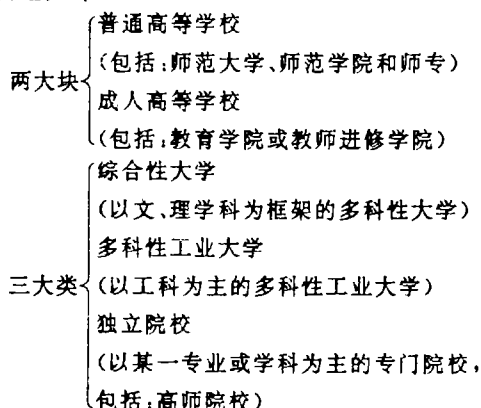 普通高等学校
(包括:师范大学、师范学院和师专)
两大块
成人高等学校
(包括:教育学院或教师进修学院)
综合性大学
(以文、理学科为框架的多科性大学)
多科性工业大学
三大类
(以工科为主的多科性工业大学)
独立院校
(以某一专业或学科为主的专门院校,
包括:高师院校)